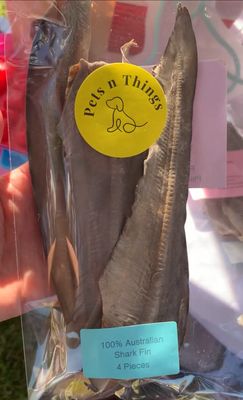 Pets n Things
100% Australian
Shark Fin
4 Pieces